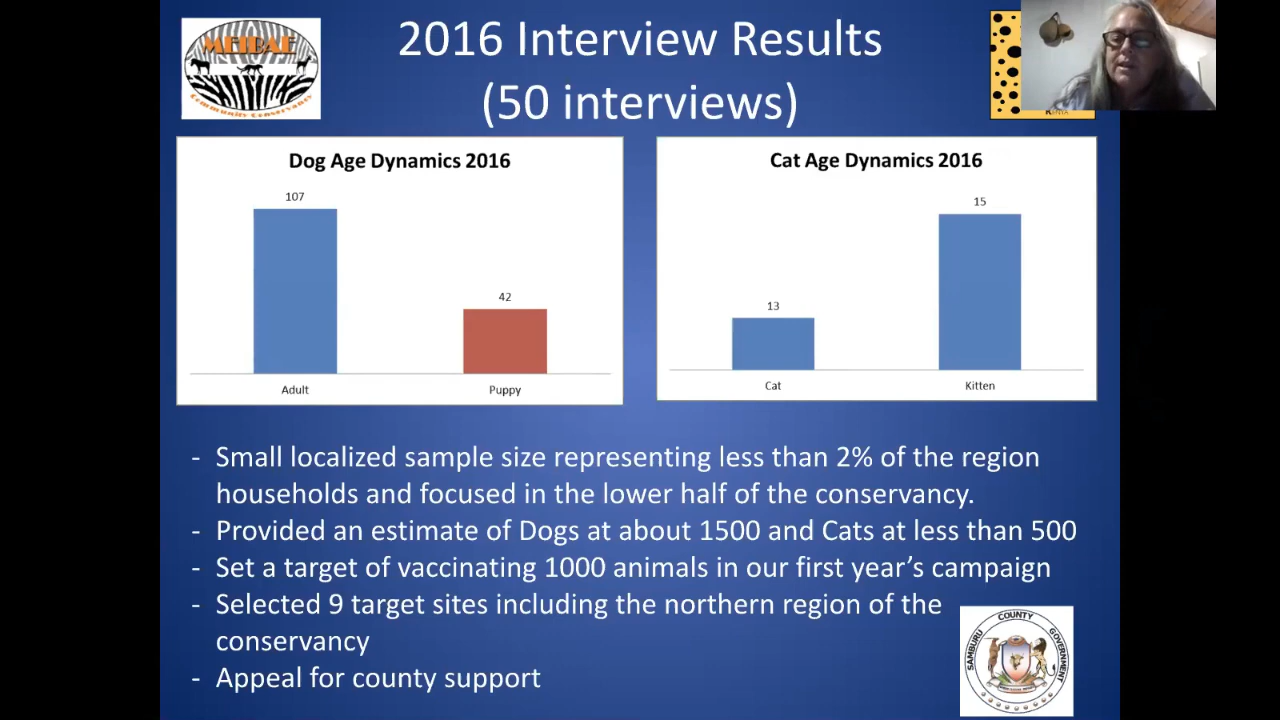 2016 Interview Results
(50 interviews)
MEIBAE
Community Conservancy
KENYA
Dog Age Dynamics 2016
107
42
Adult
Puppy
Cat Age Dynamics 2016
15
13
Cat
Kitten
- Small localized sample size representing less than 2% of the region
households and focused in the lower half of the conservancy.
- Provided an estimate of Dogs at about 1500 and Cats at less than 500
- Set a target of vaccinating 1000 animals in our first year's campaign
- Selected 9 target sites including the northern region of the
conservancy
- Appeal for county support
SAMBURU COUNTY GOVERNMENT